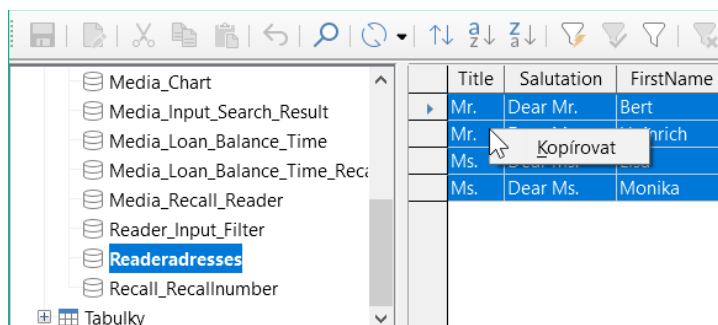 Media_Chart
Media_Input_Search_Result
Media_Loan_Balance_Time
Media_Loan_Balance_Time_Reca
Media_Recall_Reader
Reader_Input_Filter
Readeradresses
Recall_Recallnumber
Tabulky
Title Salutation FirstName
Mr. Dear Mr. Bert
Mr.
Kopírovat
Ms.
Ms. Dear Ms. Monika